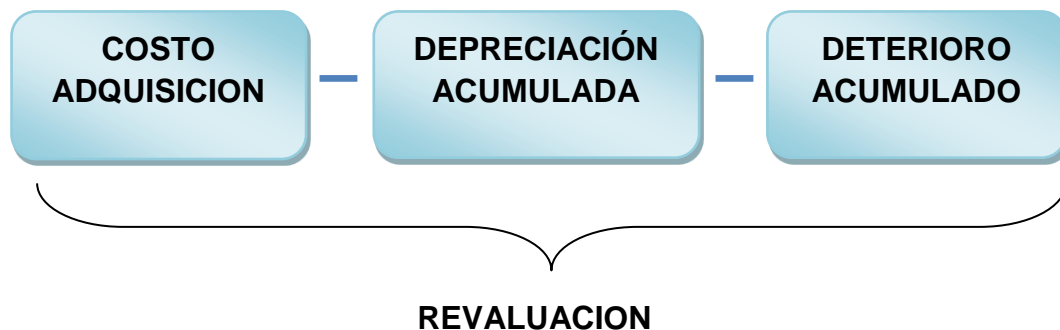 COSTO
ADQUISICION
DEPRECIACIÓN
ACUMULADA
DETERIORO
ACUMULADO
REVALUACION